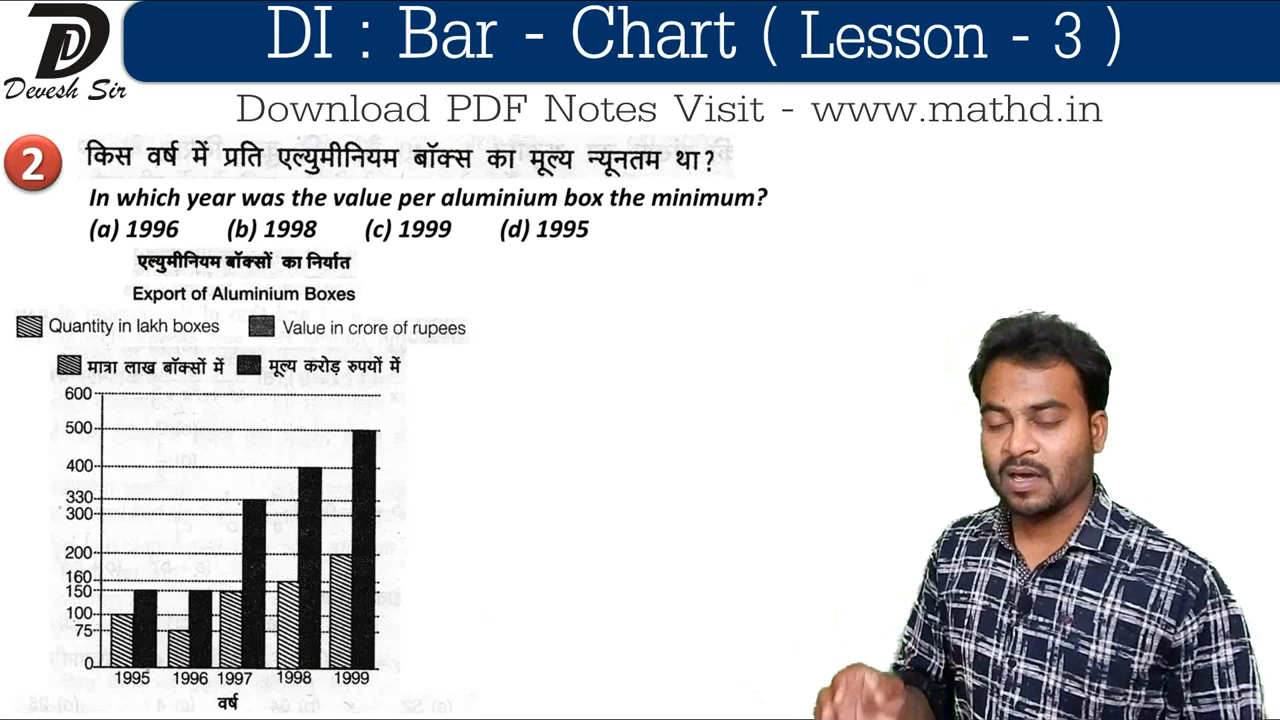 DI : Bar - Chart ( Lesson - 3 )
Devesh Sir
Download PDF Notes Visit - www.mathd.in
2 किस वर्ष में प्रति एल्युमीनियम बॉक्स का मूल्य न्यूनतम था?
In which year was the value per aluminium box the minimum?
(a) 1996 (b) 1998 (c) 1999 (d) 1995
एल्युमीनियम बॉक्सों का निर्यात
Export of Aluminium Boxes
Quantity in lakh boxes Value in crore of rupees
मात्रा लाख बॉक्सों में मूल्य करोड़ रुपयों में
600
500
400
330
300
200
160
150
100
75
0
1995 1996 1997 1998 1999
वर्ष